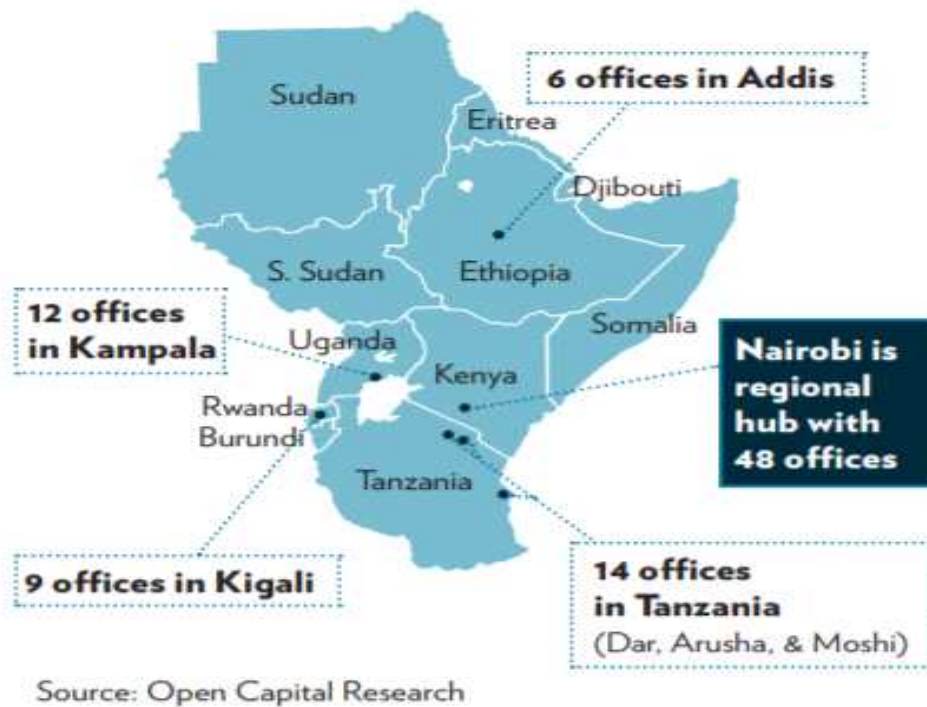 Sudan
6 offices in Addis
Eritrea
Djibouti
S. Sudan
Ethiopia
12 offices
in Kampala
Uganda
Somalia
Kenya
Nairobi is
regional
hub with
48 offices
Rwanda
Burundi
Tanzania
9 offices in Kigali
14 offices
in Tanzania
(Dar, Arusha, & Moshi)
Source: Open Capital Research